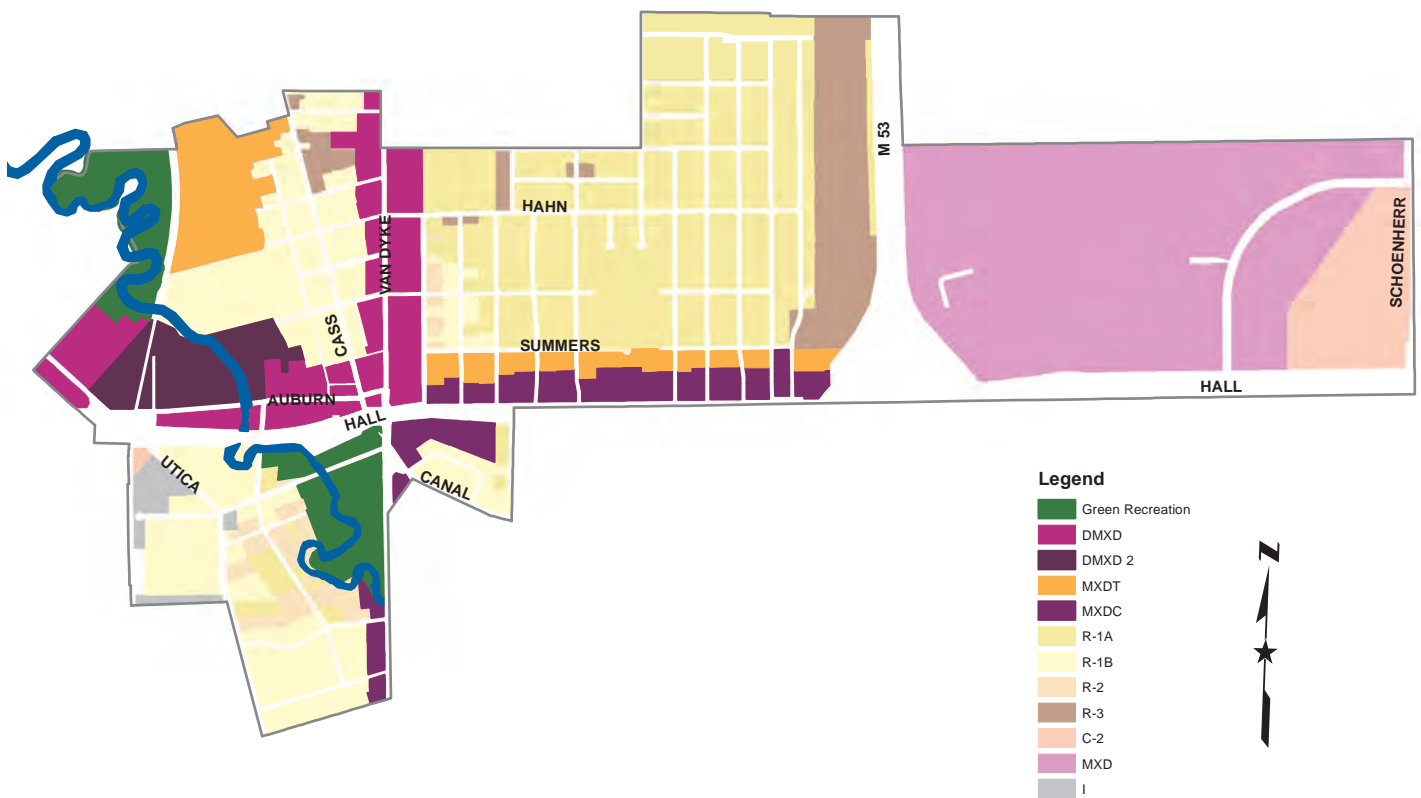 M 53
HAHN
VAN DYKE
SCHOENHERR
CASS
SUMMERS
HALL
AUBURN
HALL
UTICA
CANAL
Legend
Green Recreation
DMXD
DMXD 2
MXDT
MXDC
R-1A
R-1B
R-2
R-3
C-2
MXD
I
N